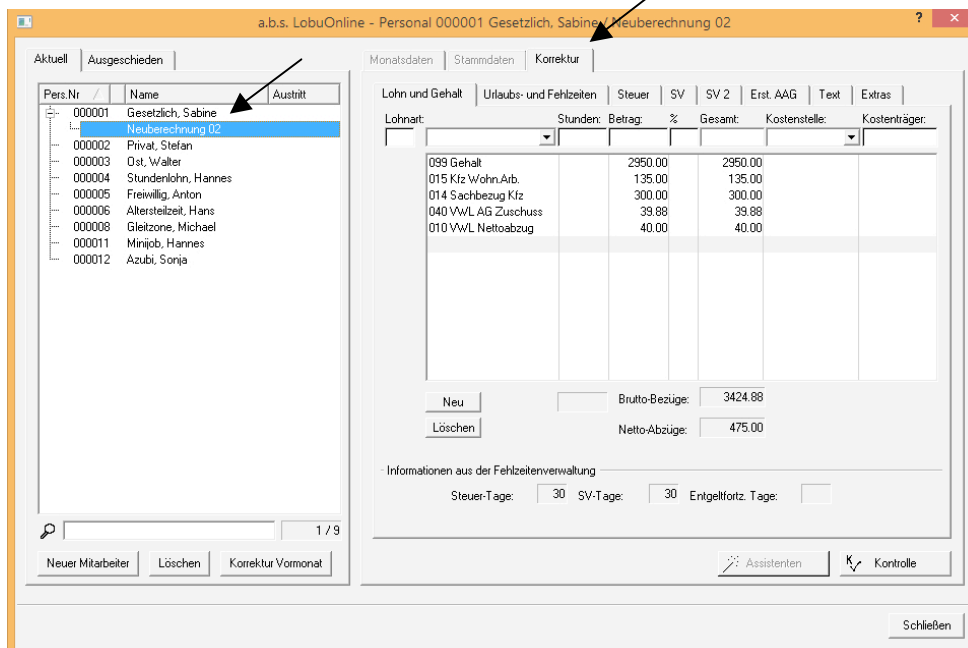 a.b.s. LobuOnline - Personal 000001 Gesetzlich, Sabine / Neuberechnung 02 ? ×
Aktuell Ausgeschieden
Pers.Nr Name Austritt
000001 Gesetzlich, Sabine
Neuberechnung 02
000002 Privat, Stefan
000003 Ost, Walter
000004 Stundenlohn, Hannes
000005 Freiwillig, Anton
000006 Altersteilzeit, Hans
000008 Gleitzone, Michael
000011 Minijob, Hannes
000012 Azubi, Sonja
1 / 9
Neuer Mitarbeiter Löschen Korrektur Vormonat
Monatsdaten Stammdaten Korrektur
Lohn und Gehalt Urlaubs- und Fehlzeiten Steuer SV SV 2 Erst. AAG Text Extras
Lohnart: Stunden: Betrag: % Gesamt: Kostenstelle: Kostenträger:
099 Gehalt 2950.00 2950.00
015 Kfz Wohn.Arb. 135.00 135.00
014 Sachbezug Kfz 300.00 300.00
040 VWL AG Zuschuss 39.88 39.88
010 VWL Nettoabzug 40.00 40.00
Neu Brutto-Bezüge: 3424.88
Löschen Netto-Abzüge: 475.00
Informationen aus der Fehlzeitenverwaltung
Steuer-Tage: 30 SV-Tage: 30 Entgeltfortz. Tage:
Assistenten Kontrolle
Schließen